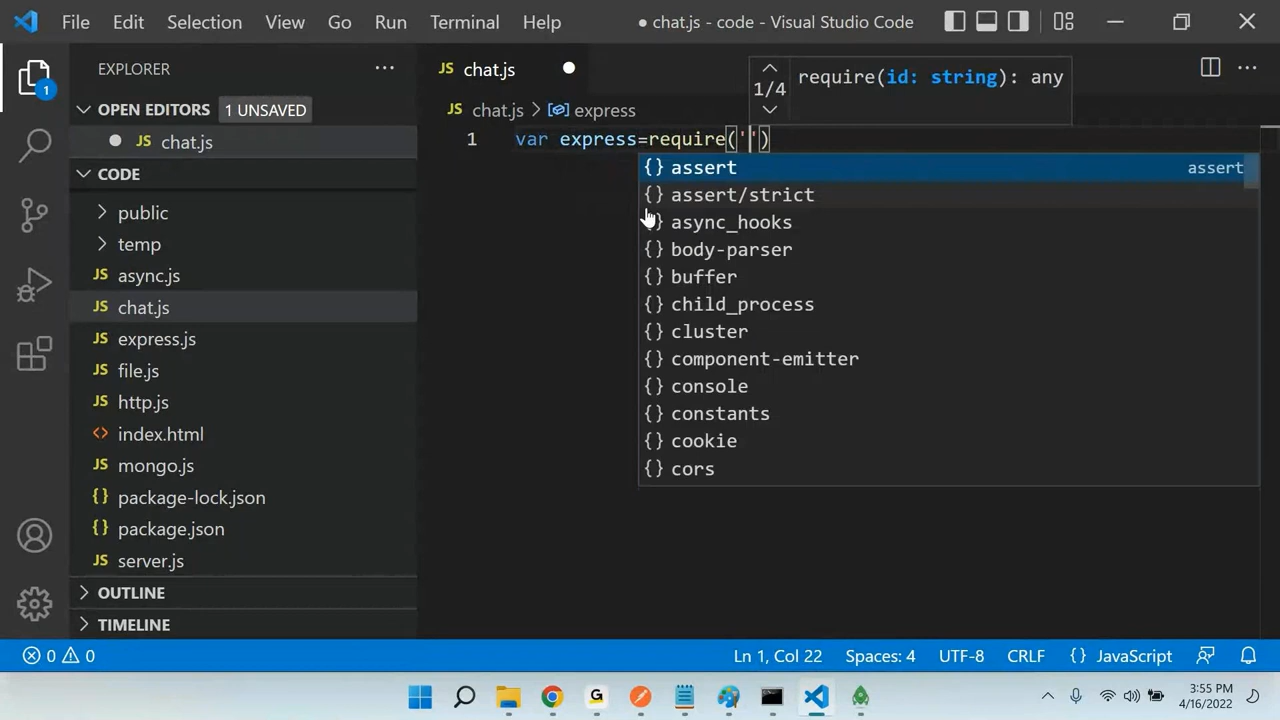 File Edit Selection View Go Run Terminal Help ● chat.js - code - Visual Studio Code
EXPLORER ···
1
OPEN EDITORS 1 UNSAVED
JS chat.js
CODE
public
temp
JS async.js
JS chat.js
JS express.js
JS file.js
JS http.js
<> index.html
JS mongo.js
{} package-lock.json
{} package.json
JS server.js
OUTLINE
TIMELINE
JS chat.js
JS chat.js > express
1/4 require(id: string): any
1 var express=require('')
{} assert assert
{} assert/strict
{} async_hooks
{} body-parser
{} buffer
{} child_process
{} cluster
{} component-emitter
{} console
{} constants
{} cookie
{} cors
0 0 Ln 1, Col 22 Spaces: 4 UTF-8 CRLF {} JavaScript
G
3:55 PM
4/16/2022